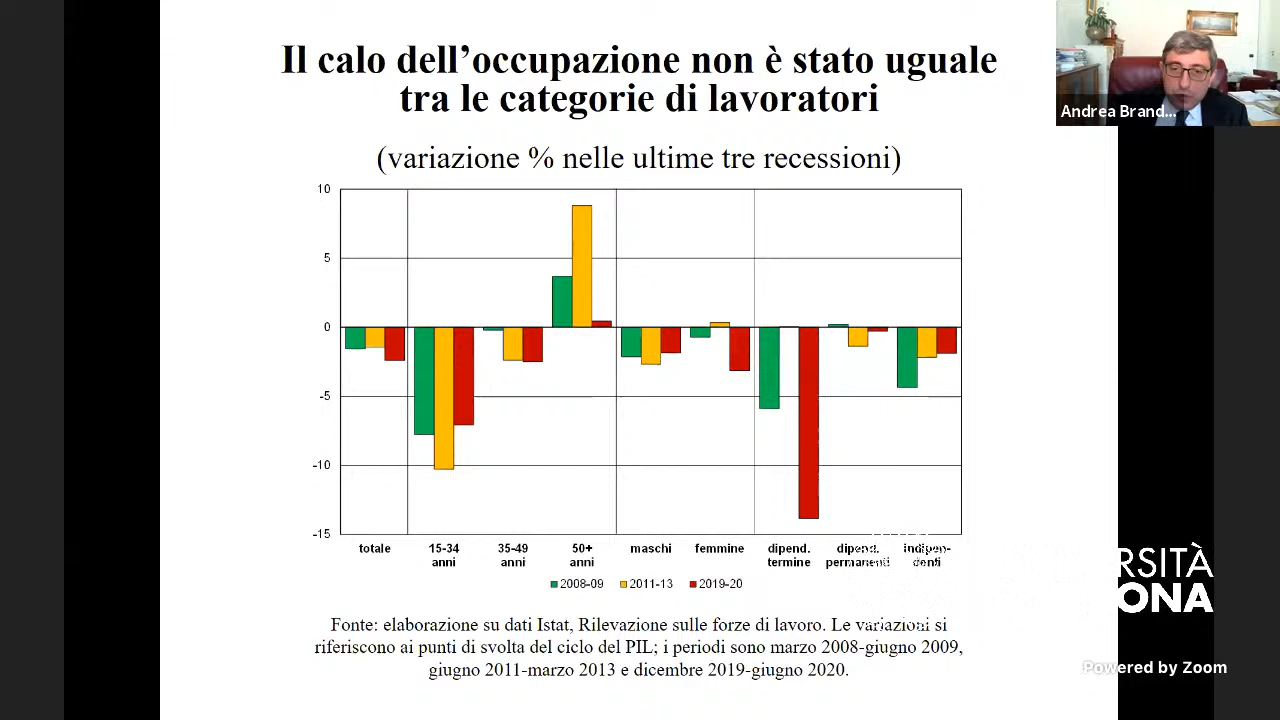 Il calo dell'occupazione non è stato uguale
tra le categorie di lavoratori
(variazione % nelle ultime tre recessioni)
Andrea Brand...
10
5
0
-5
-10
-15
totale
15-34
anni
35-49
anni
50+
anni
maschi
femmine
dipend.
termine
dipend.
permanenti
indipen-
denti
2008-09
2011-13
2019-20
Fonte: elaborazione su dati Istat, Rilevazione sulle forze di lavoro. Le variazioni si
riferiscono ai punti di svolta del ciclo del PIL; i periodi sono marzo 2008-giugno 2009,
giugno 2011-marzo 2013 e dicembre 2019-giugno 2020.
RSITÀ
ONA
Powered by Zoom